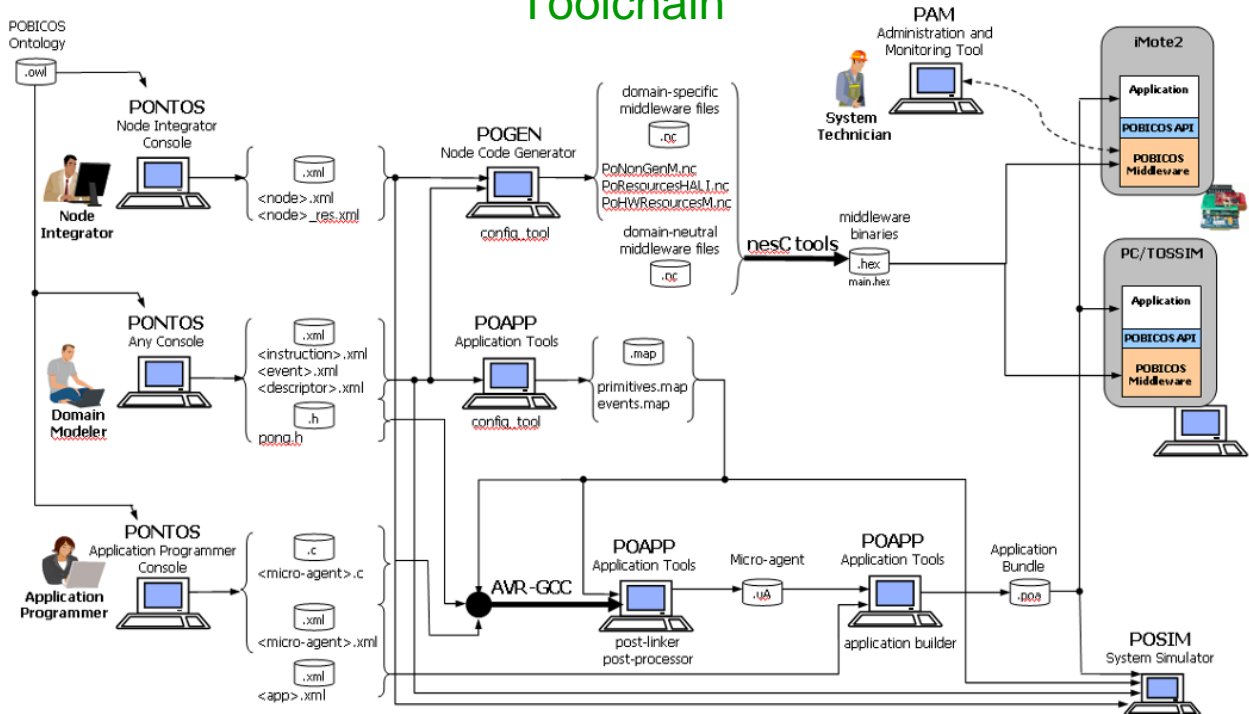 Toolchain
POBICOS
Ontology
.owl
PONTOS
Node Integrator
Console
Node
Integrator
.xml
<node>.xml
<node>_res.xml
POGEN
Node Code Generator
config_tool
domain-specific
middleware files
.nc
PoNonGenM.nc
PoResourcesHALI.nc
PoHWResourcesM.nc
domain-neutral
middleware files
.nc
nesC tools
middleware
binaries
.hex
main.hex
PAM
Administration and
Monitoring Tool
System
Technician
iMote2
Application
POBICOS API
POBICOS
Middleware
PC/TOSSIM
Application
POBICOS API
POBICOS
Middleware
PONTOS
Any Console
Domain
Modeler
.xml
<instruction>.xml
<event>.xml
<descriptor>.xml
.h
pong.h
POAPP
Application Tools
config_tool
.map
primitives.map
events.map
PONTOS
Application Programmer
Console
Application
Programmer
.c
<micro-agent>.c
.xml
<micro-agent>.xml
.xml
<app>.xml
AVR-GCC
POAPP
Application Tools
post-linker
post-processor
Micro-agent
.uA
POAPP
Application Tools
application builder
Application
Bundle
.poa
POSIM
System Simulator